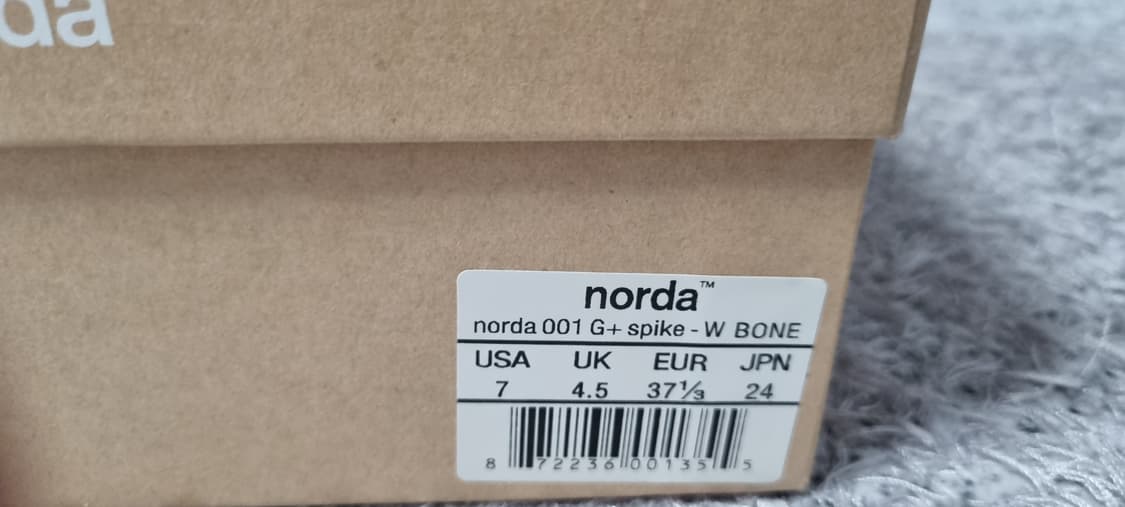 da
norda™
norda 001 G+ spike - W BONE
USA UK EUR JPN
7 4.5 37⅓ 24
8 72236 00135 5